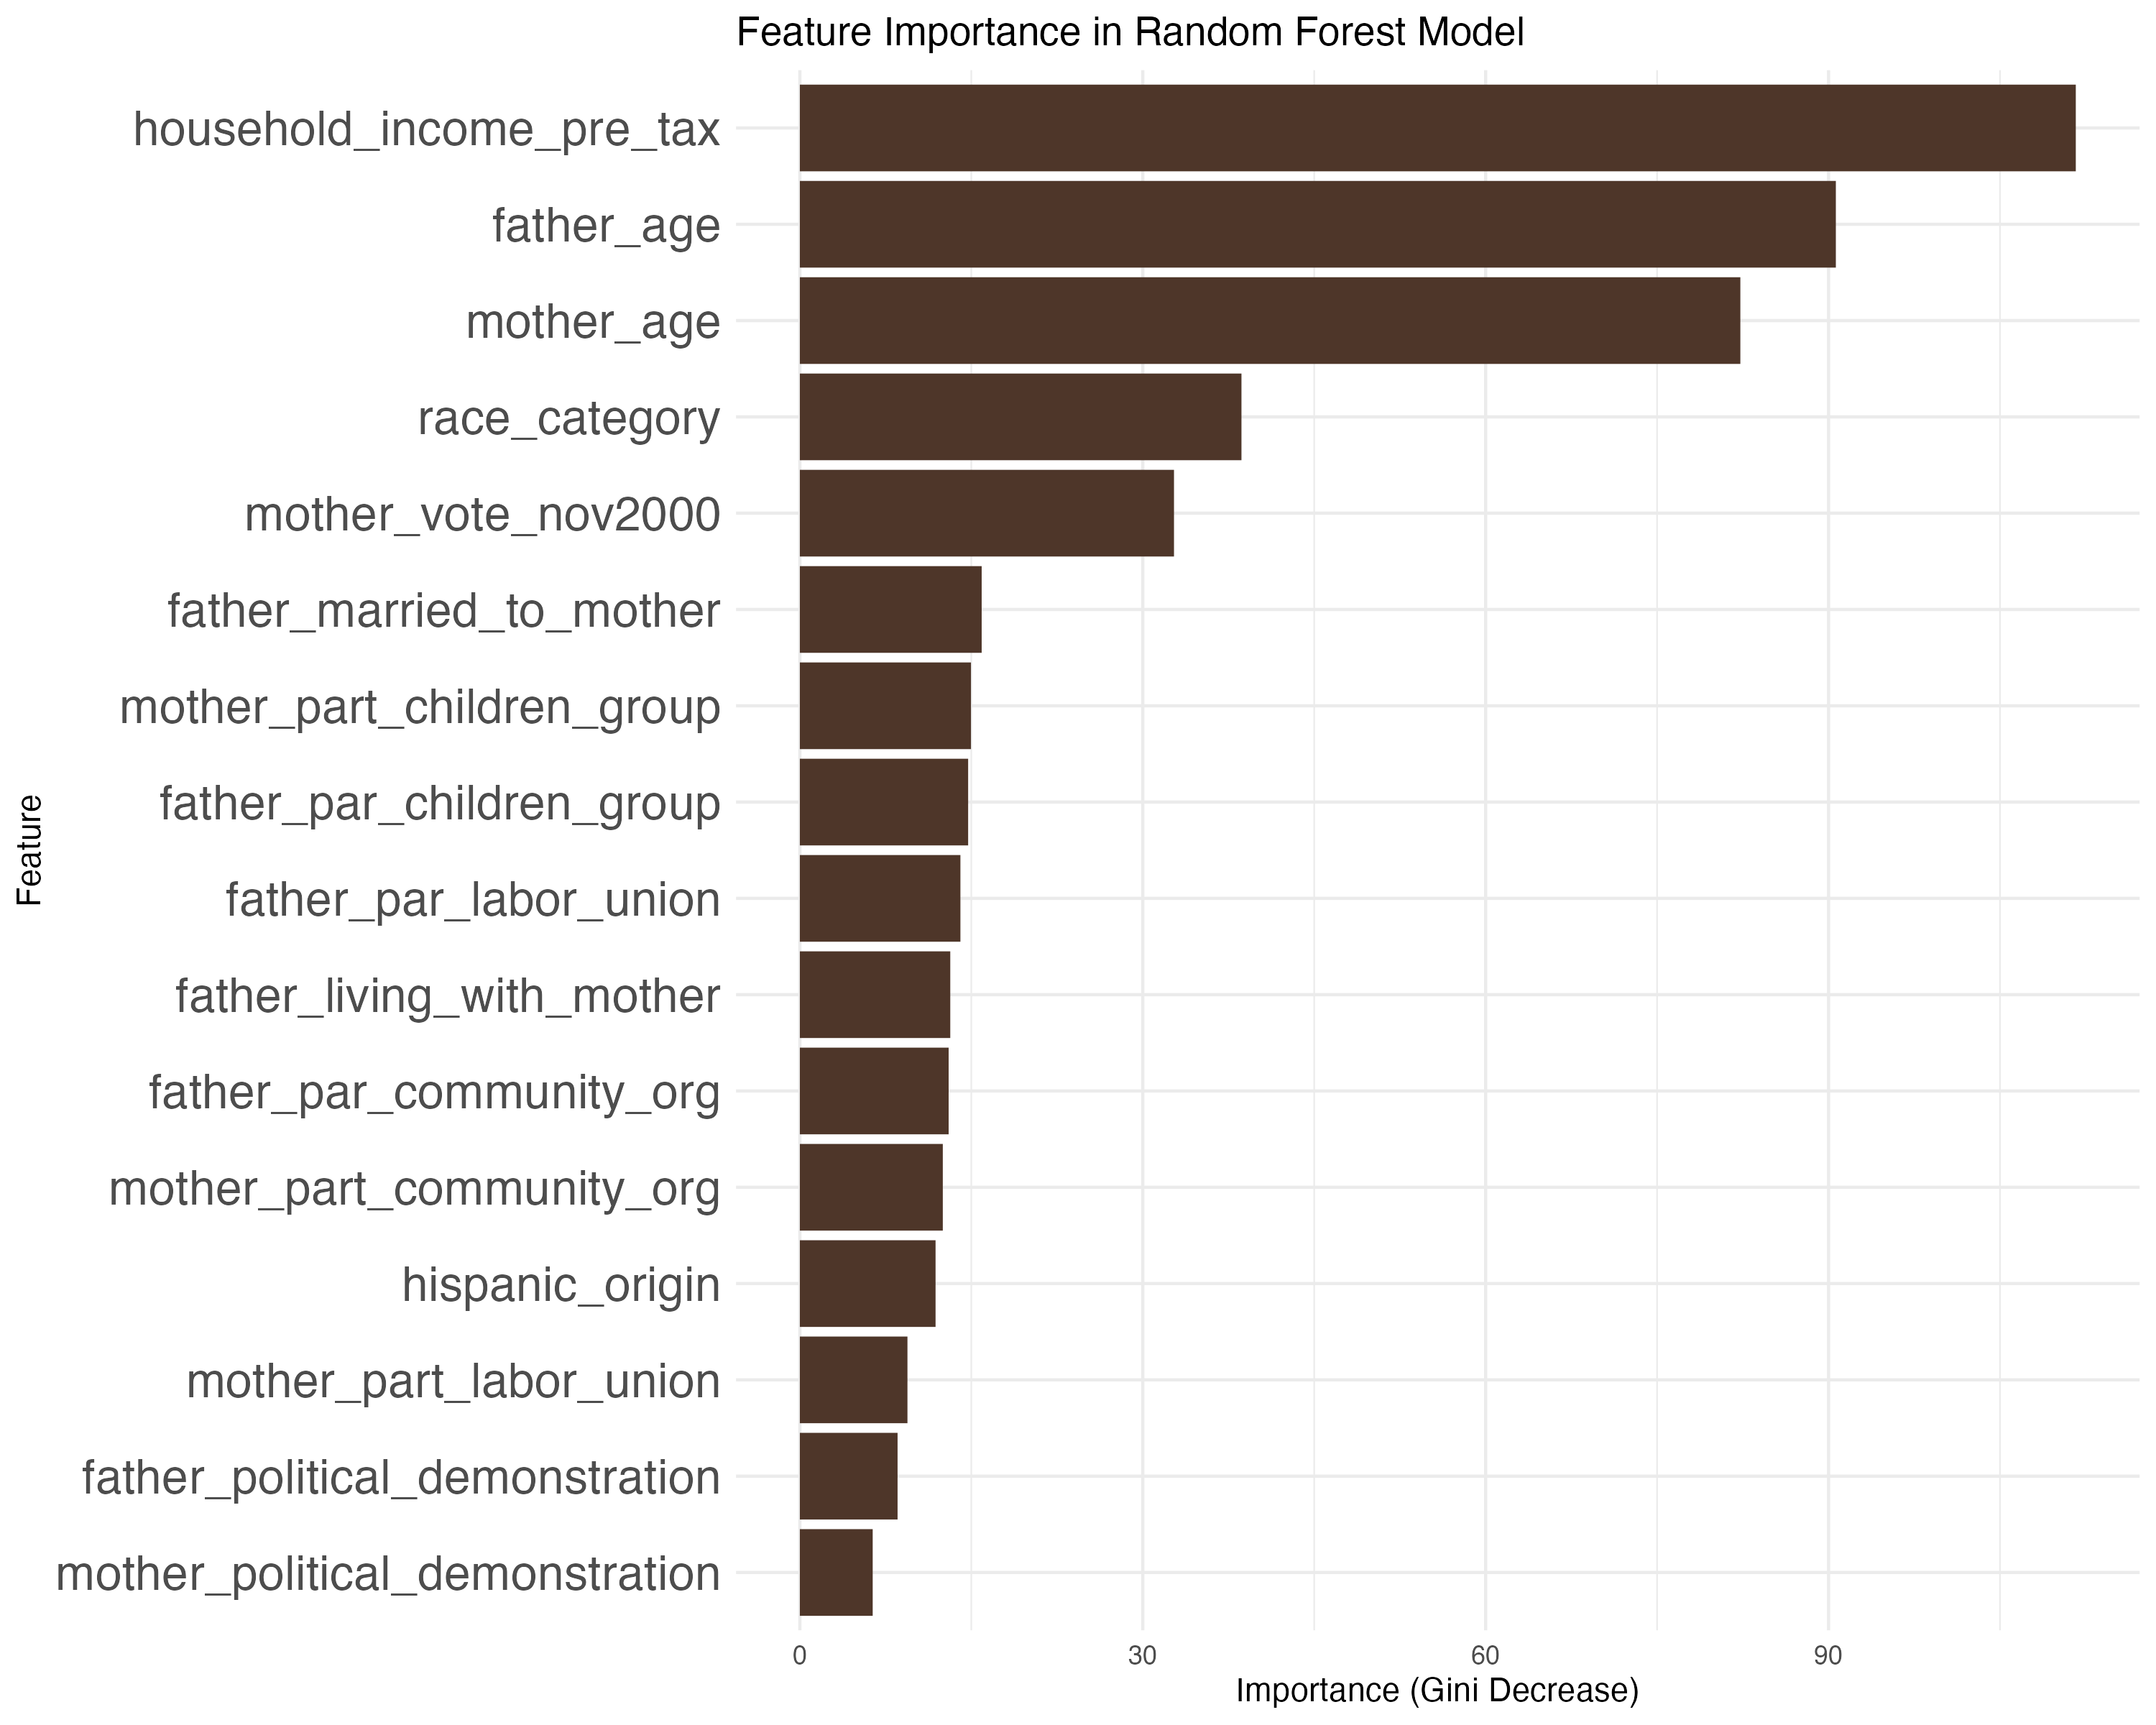 Feature Importance in Random Forest Model
household_income_pre_tax
father_age
mother_age
race_category
mother_vote_nov2000
father_married_to_mother
mother_part_children_group
father_par_children_group
father_par_labor_union
father_living_with_mother
father_par_community_org
mother_part_community_org
hispanic_origin
mother_part_labor_union
father_political_demonstration
mother_political_demonstration
Feature
0 30 60 90
Importance (Gini Decrease)